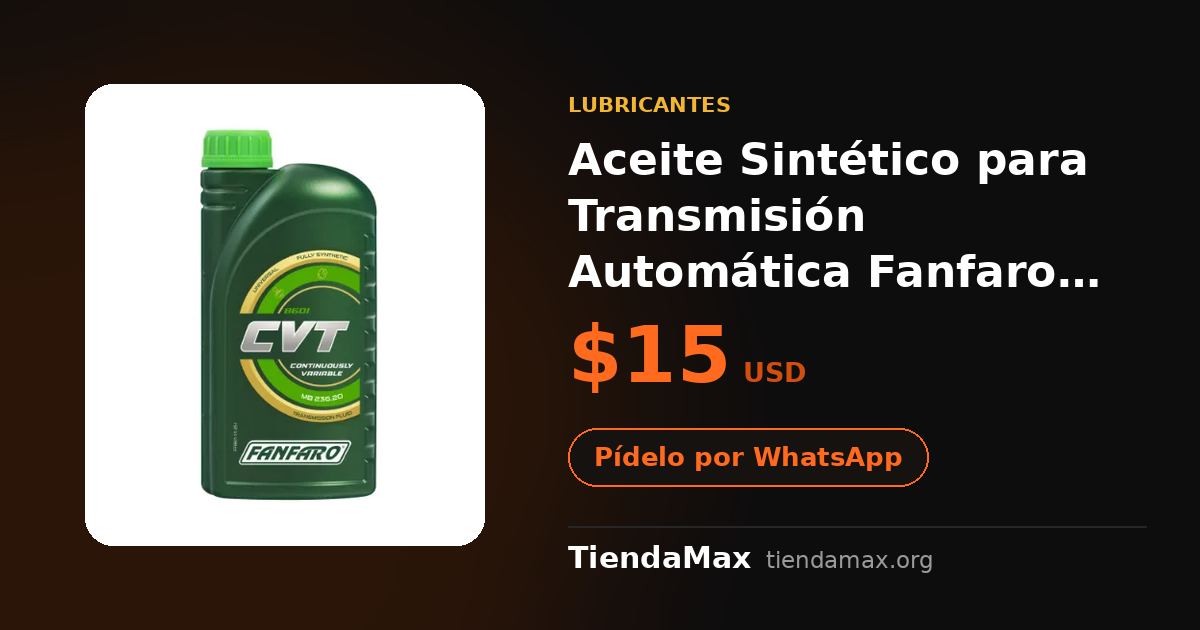 LUBRICANTES
Aceite Sintético para
Transmisión
Automática Fanfaro...
$15 USD
Pídelo por WhatsApp
TiendaMax tiendamax.org
UNIVERSAL
FULLY SYNTHETIC
8601
CVT
CONTINUOUSLY
VARIABLE
MB 236.20
TRANSMISSION FLUID
FANFARO